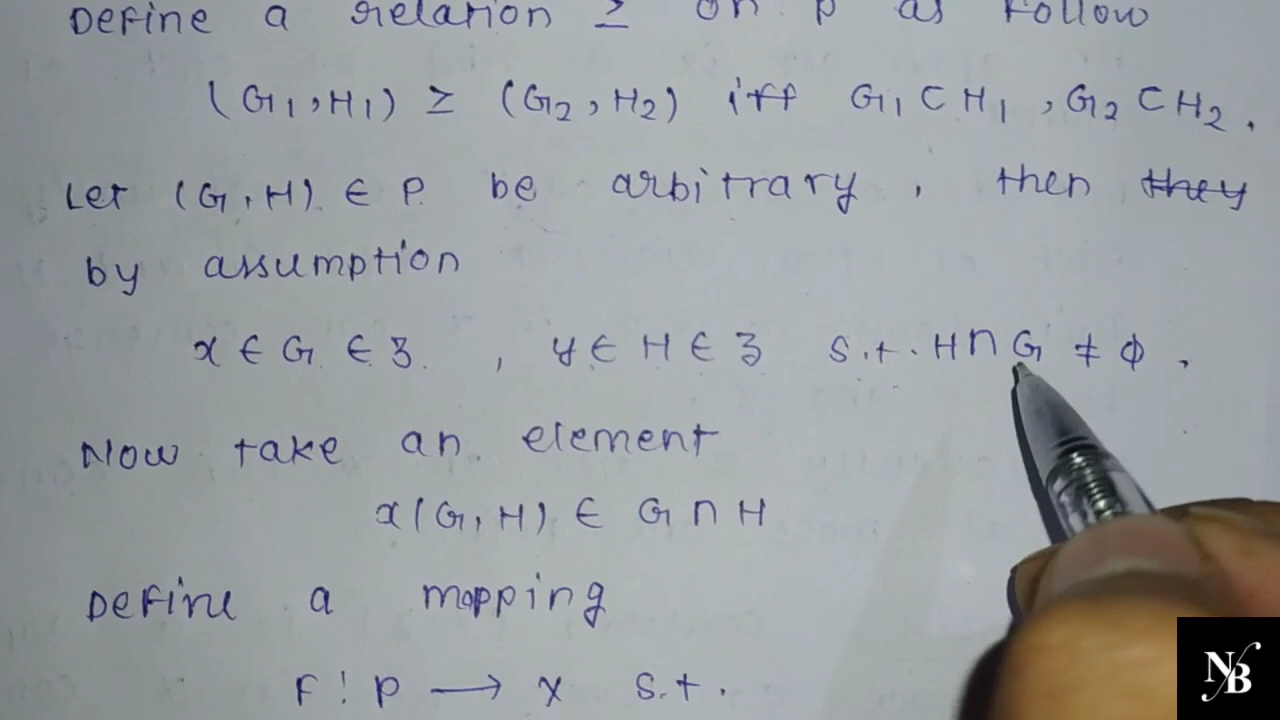 Define a relation ≥ on P as follow
(G₁, H₁) ≥ (G₂, H₂) iff G₁ ⊂ H₁, G₂ ⊂ H₂.
Let (G, H) ∈ P be arbitrary, then they
by assumption
x ∈ G ∈ ℨ, y ∈ H ∈ ℨ s.t. H ∩ G ≠ ϕ.
Now take an element
x(G, H) ∈ G ∩ H
Define a mapping
F : P → X s.t.
NB